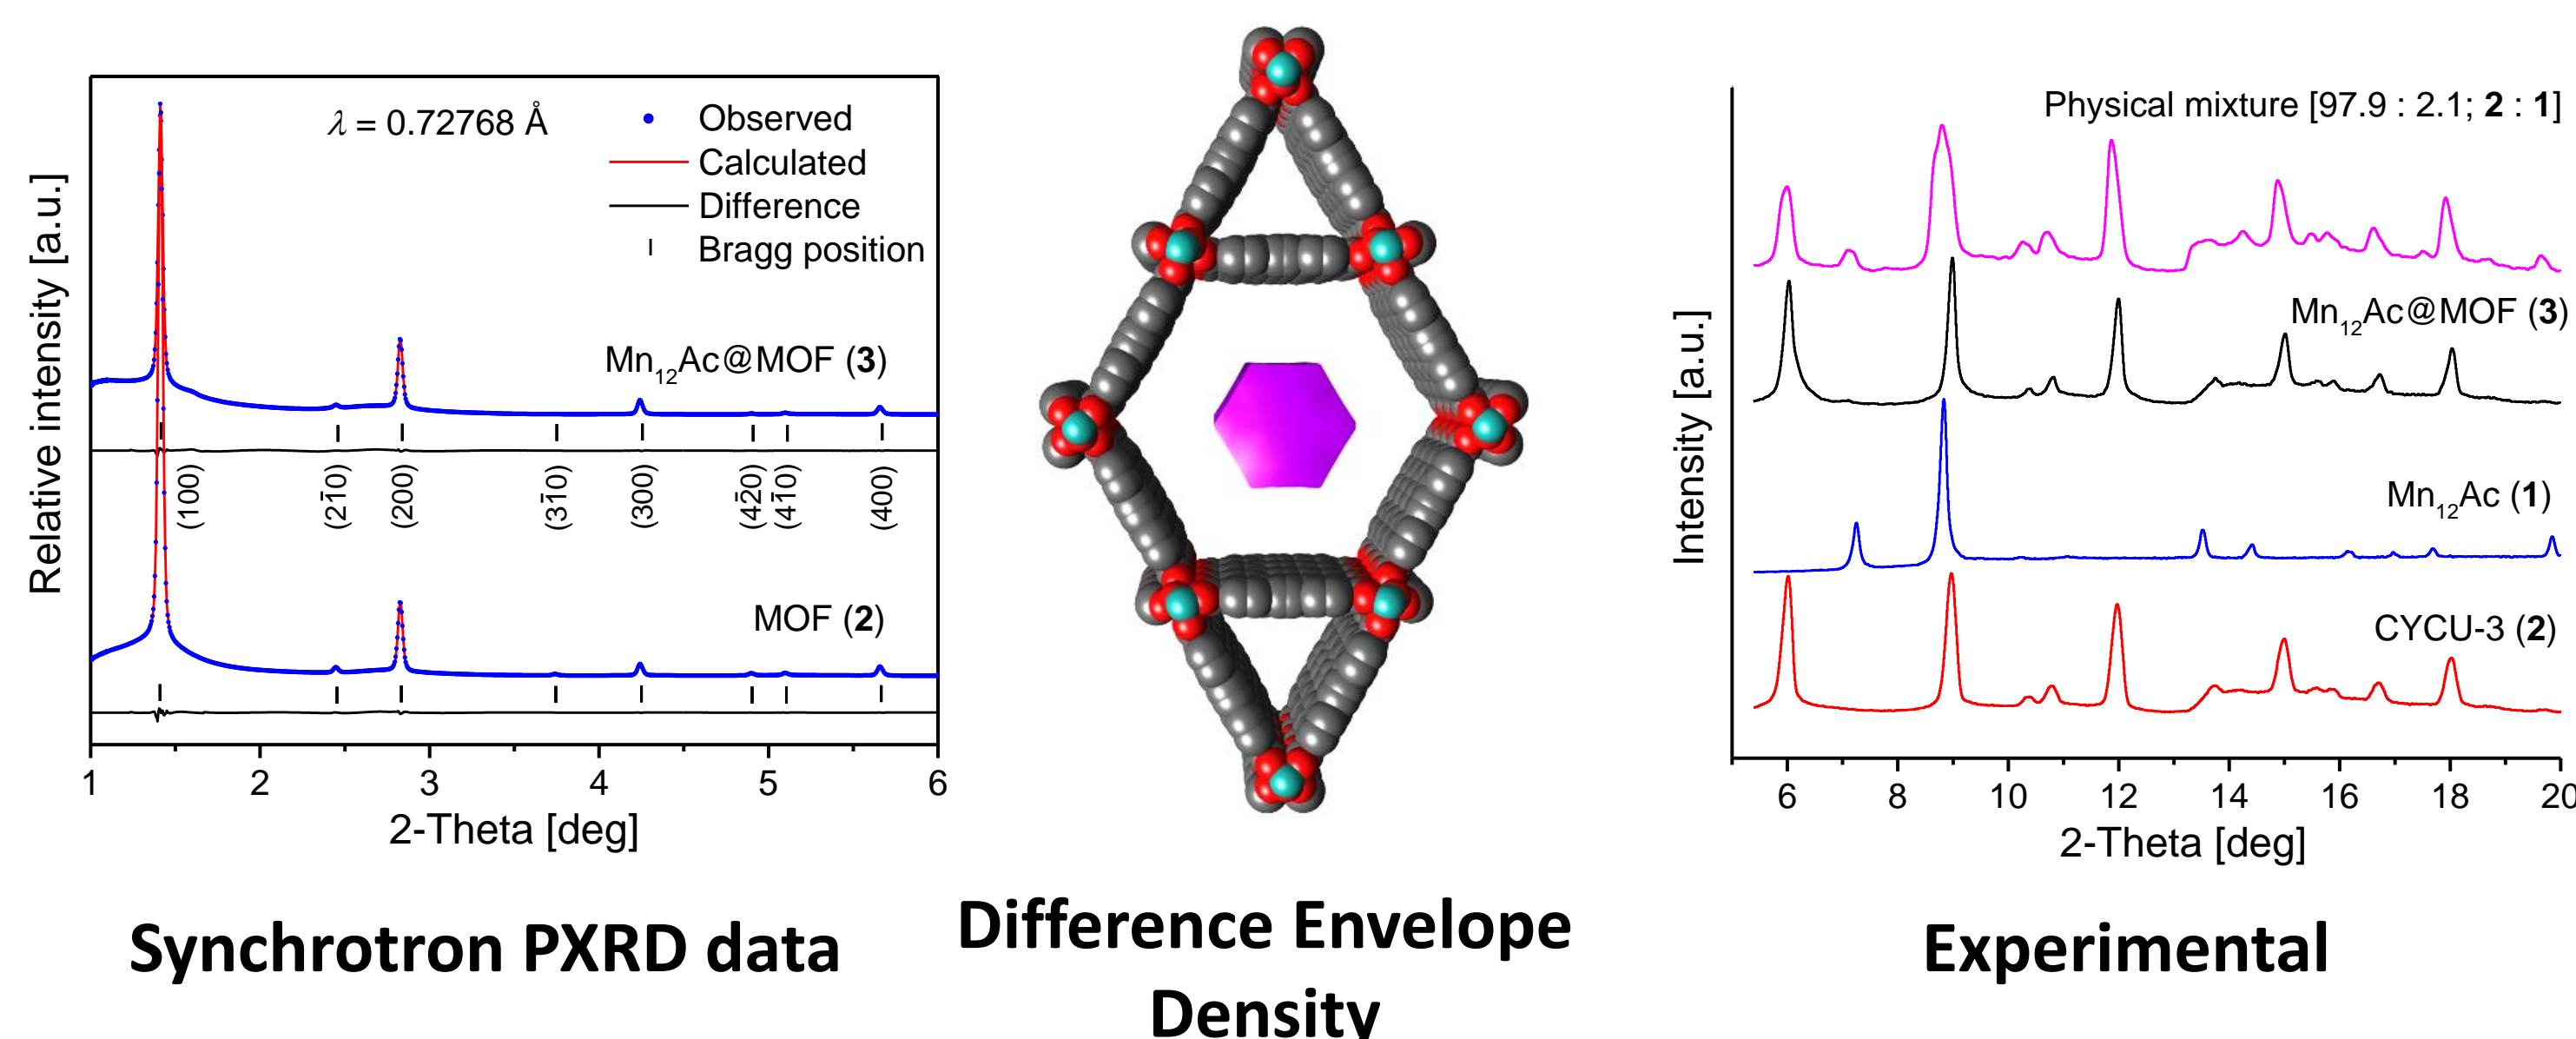 λ = 0.72768 Å
Observed
Calculated
Difference
Bragg position
Relative intensity [a.u.]
Mn12Ac@MOF (3)
(100)
(21̄0)
(200)
(31̄0)
(300)
(42̄0)
(41̄0)
(400)
MOF (2)
1 2 3 4 5 6
2-Theta [deg]
Synchrotron PXRD data
Difference Envelope
Density
Physical mixture [97.9 : 2.1; 2 : 1]
Mn12Ac@MOF (3)
Intensity [a.u.]
Mn12Ac (1)
CYCU-3 (2)
6 8 10 12 14 16 18 20
2-Theta [deg]
Experimental